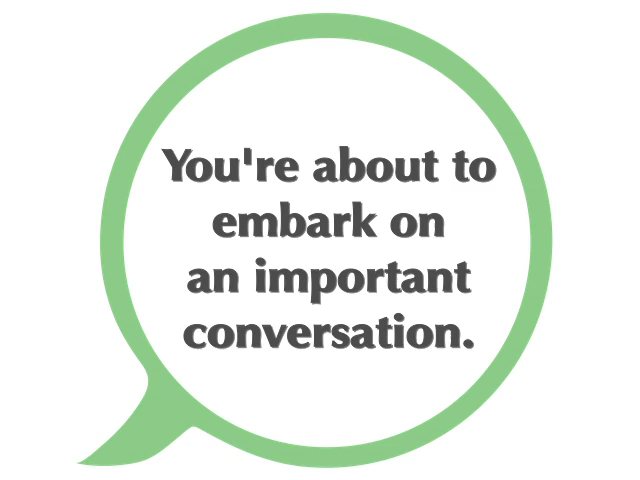 You're about to
embark on
an important
conversation.